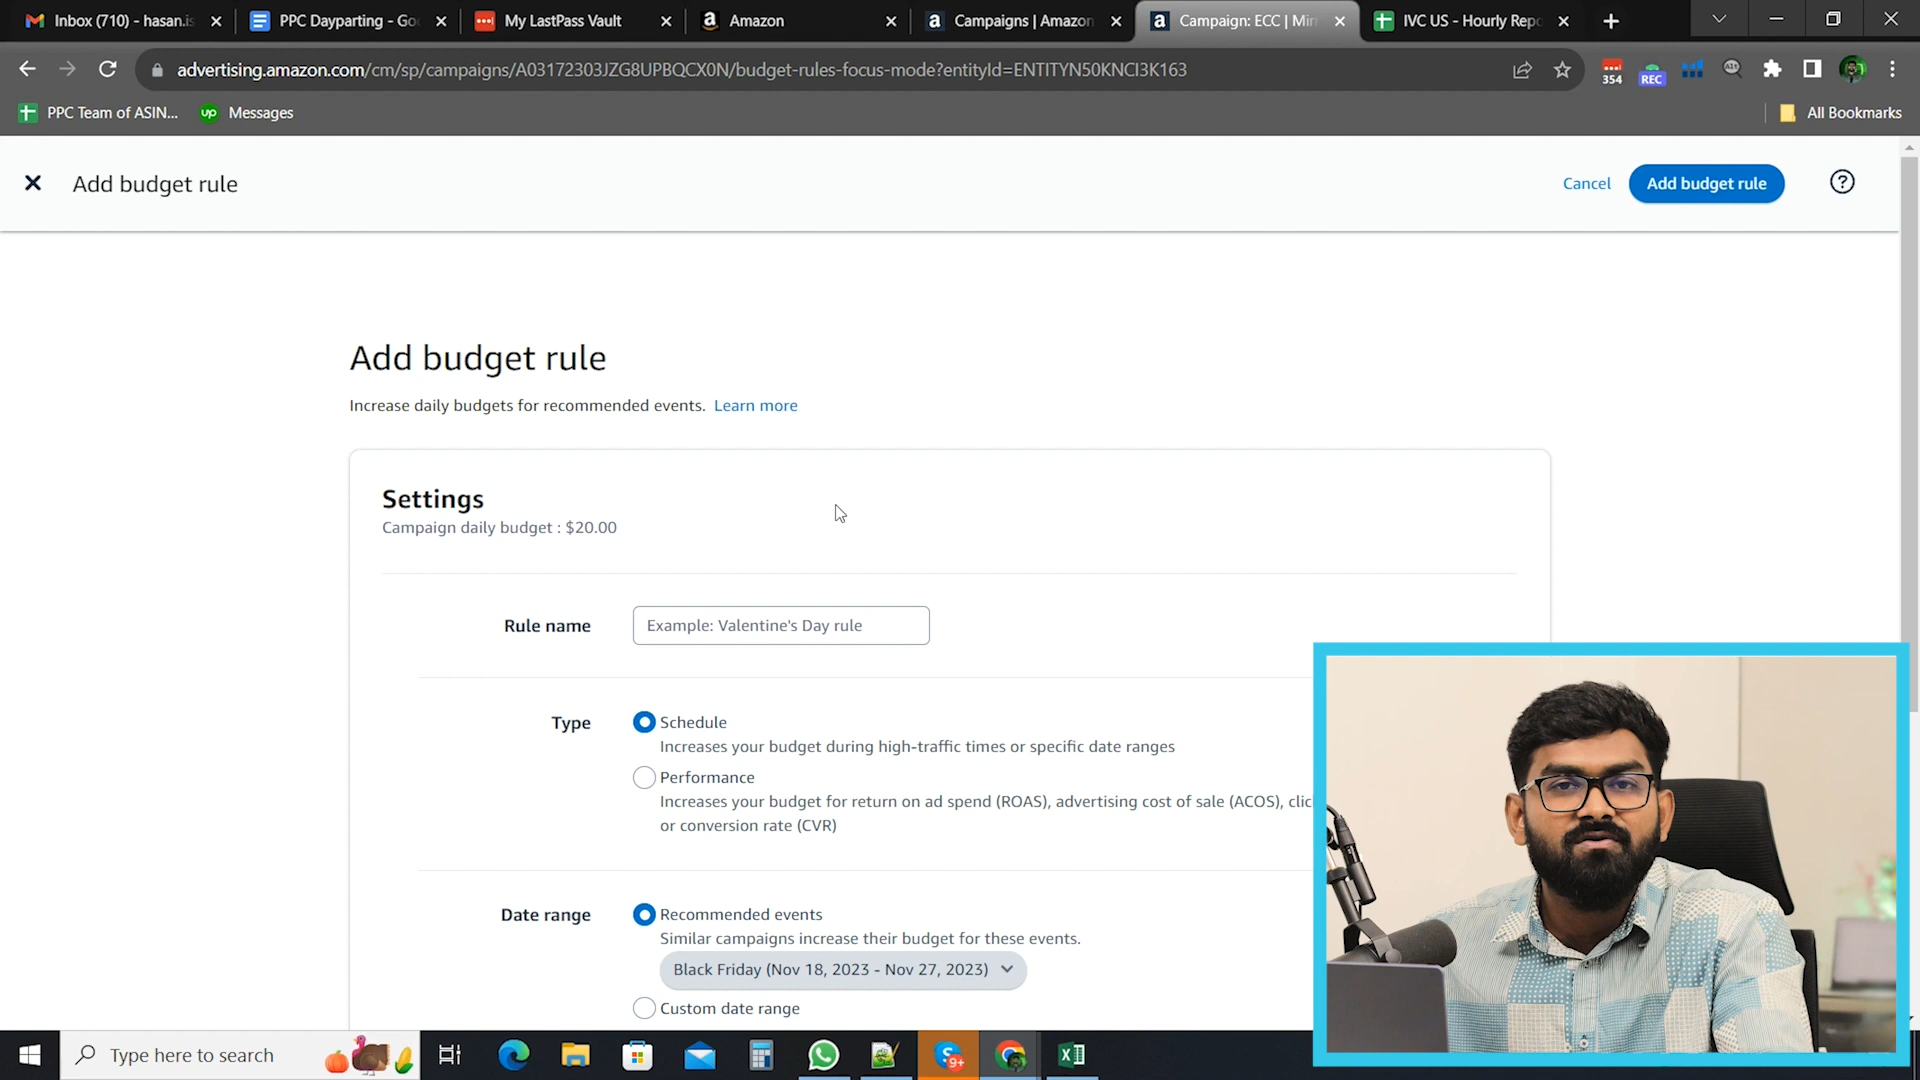 Inbox (710) - hasan.is
PPC Dayparting - Goo
My LastPass Vault
Amazon
Campaigns | Amazon
Campaign: ECC | Mirr
IVC US - Hourly Repo
advertising.amazon.com/cm/sp/campaigns/A03172303JZG8UPBQCX0N/budget-rules-focus-mode?entityId=ENTITYN50KNCI3K163
354
REC
PPC Team of ASIN...
up
Messages
All Bookmarks
Add budget rule
Cancel
Add budget rule
Add budget rule
Increase daily budgets for recommended events. Learn more
Settings
Campaign daily budget : $20.00
Rule name
Example: Valentine's Day rule
Type
Schedule
Increases your budget during high-traffic times or specific date ranges
Performance
Increases your budget for return on ad spend (ROAS), advertising cost of sale (ACOS), clic
or conversion rate (CVR)
Date range
Recommended events
Similar campaigns increase their budget for these events.
Black Friday (Nov 18, 2023 - Nov 27, 2023)
Custom date range
Type here to search
9+